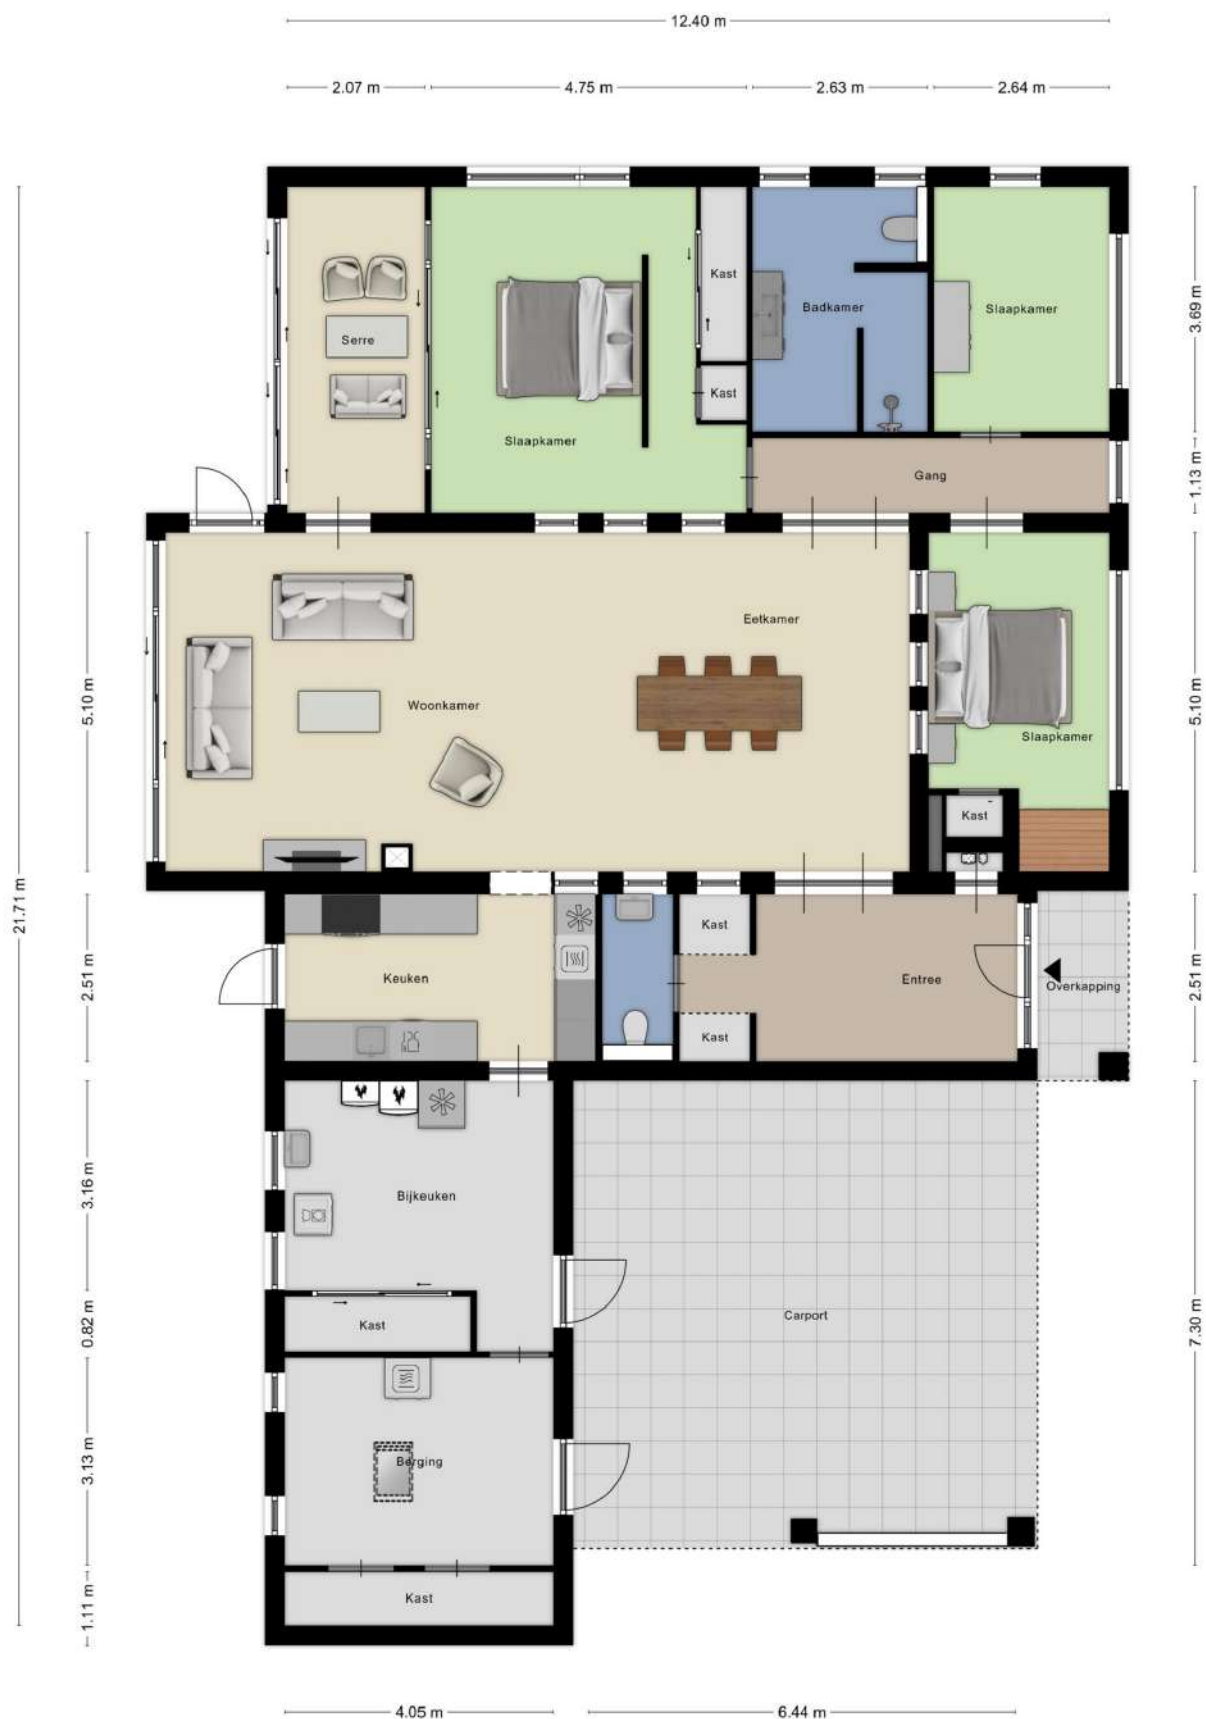 12.40 m
2.07 m
4.75 m
2.63 m
2.64 m
Kast
Badkamer
Slaapkamer
3.69 m
Serre
Kast
Slaapkamer
Gang
1.13 m
Eetkamer
5.10 m
Woonkamer
Slaapkamer
5.10 m
Kast
21.71 m
Kast
2.51 m
Keuken
Entree
Overkapping
2.51 m
Kast
3.16 m
Bijkeuken
0.82 m
Kast
Carport
7.30 m
3.13 m
Berging
1.11 m
Kast
4.05 m
6.44 m